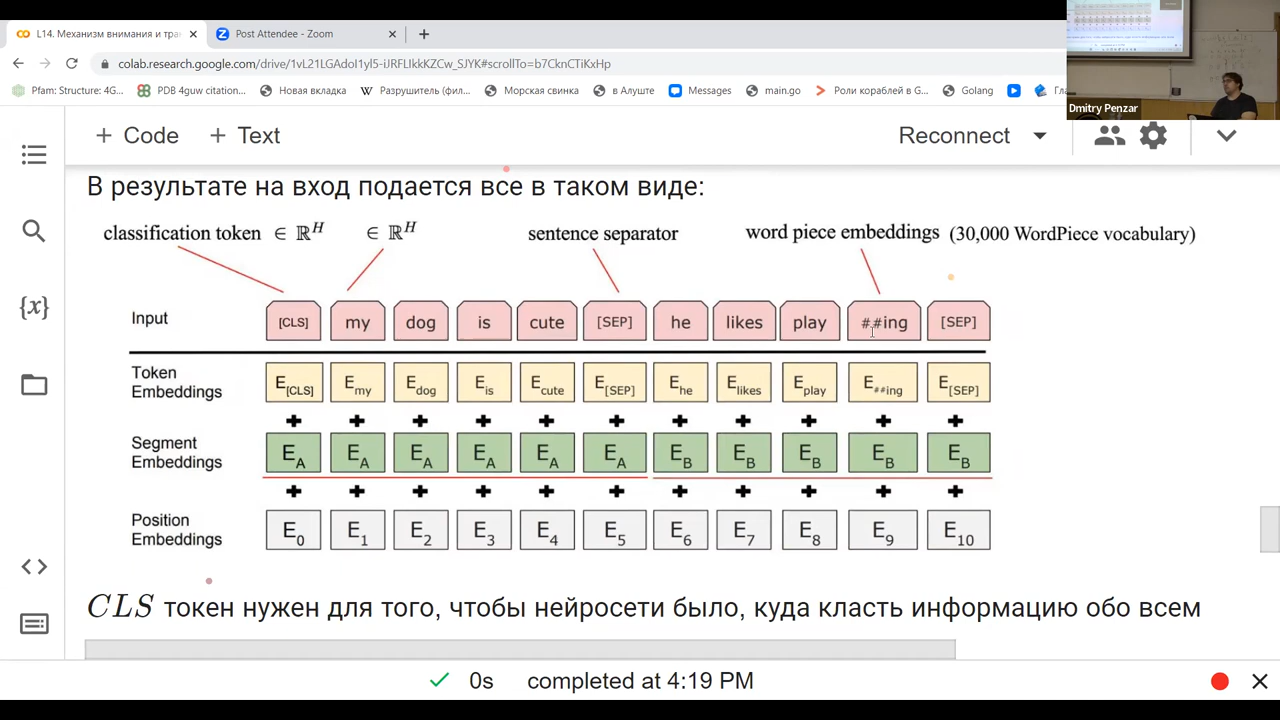 L14. Механизм внимания и тра
Post Attendee - Zoom
colab.research.google.com/drive/
Pfam: Structure: 4G...
PDB 4guw citation...
Новая вкладка
Разрушитель (фил...
Морская свинка
в Алуште
Messages
main.go
Роли кораблей в G...
Golang
Dmitry Penzar
+ Code + Text
Reconnect
В результате на вход подается все в таком виде:
classification token ∈ ℝ^H ∈ ℝ^H sentence separator word piece embeddings (30,000 WordPiece vocabulary)
Input [CLS] my dog is cute [SEP] he likes play ##ing [SEP]
Token Embeddings E[CLS] Emy Edog Eis Ecute E[SEP] Ehe Elikes Eplay E##ing E[SEP]
+ + + + + + + + + + +
Segment Embeddings EA EA EA EA EA EA EB EB EB EB EB
+ + + + + + + + + + +
Position Embeddings E0 E1 E2 E3 E4 E5 E6 E7 E8 E9 E10
CLS токен нужен для того, чтобы нейросети было, куда класть информацию обо всем
0s completed at 4:19 PM